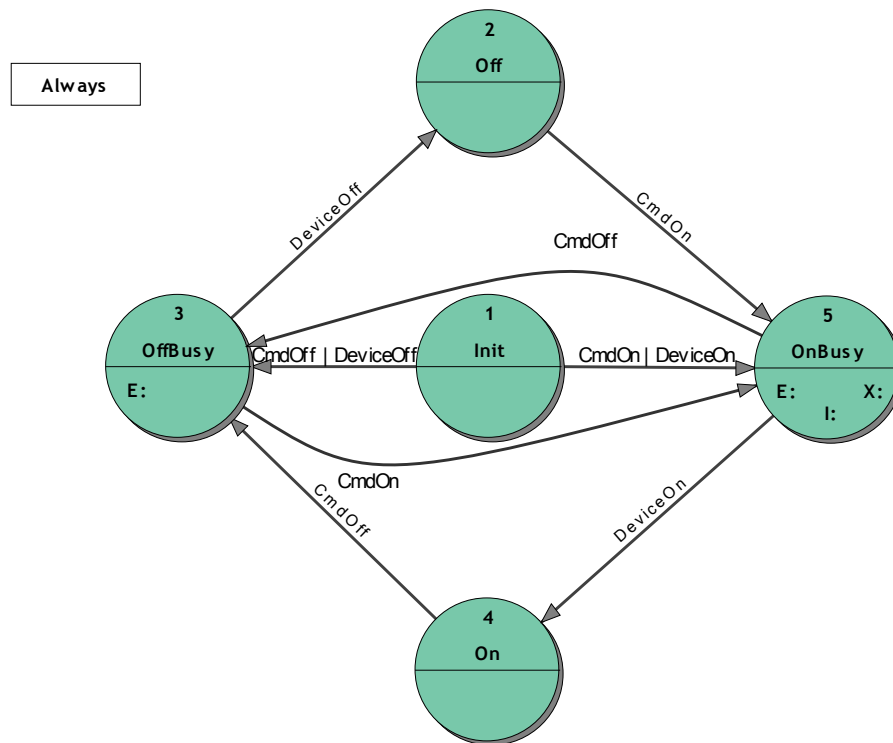 2
Off
Always
DeviceOff
CmdOn
CmdOff
3
OffBusy
E:
CmdOff | DeviceOff
1
Init
CmdOn | DeviceOn
5
OnBusy
E: X:
I:
CmdOn
CmdOff
DeviceOn
4
On